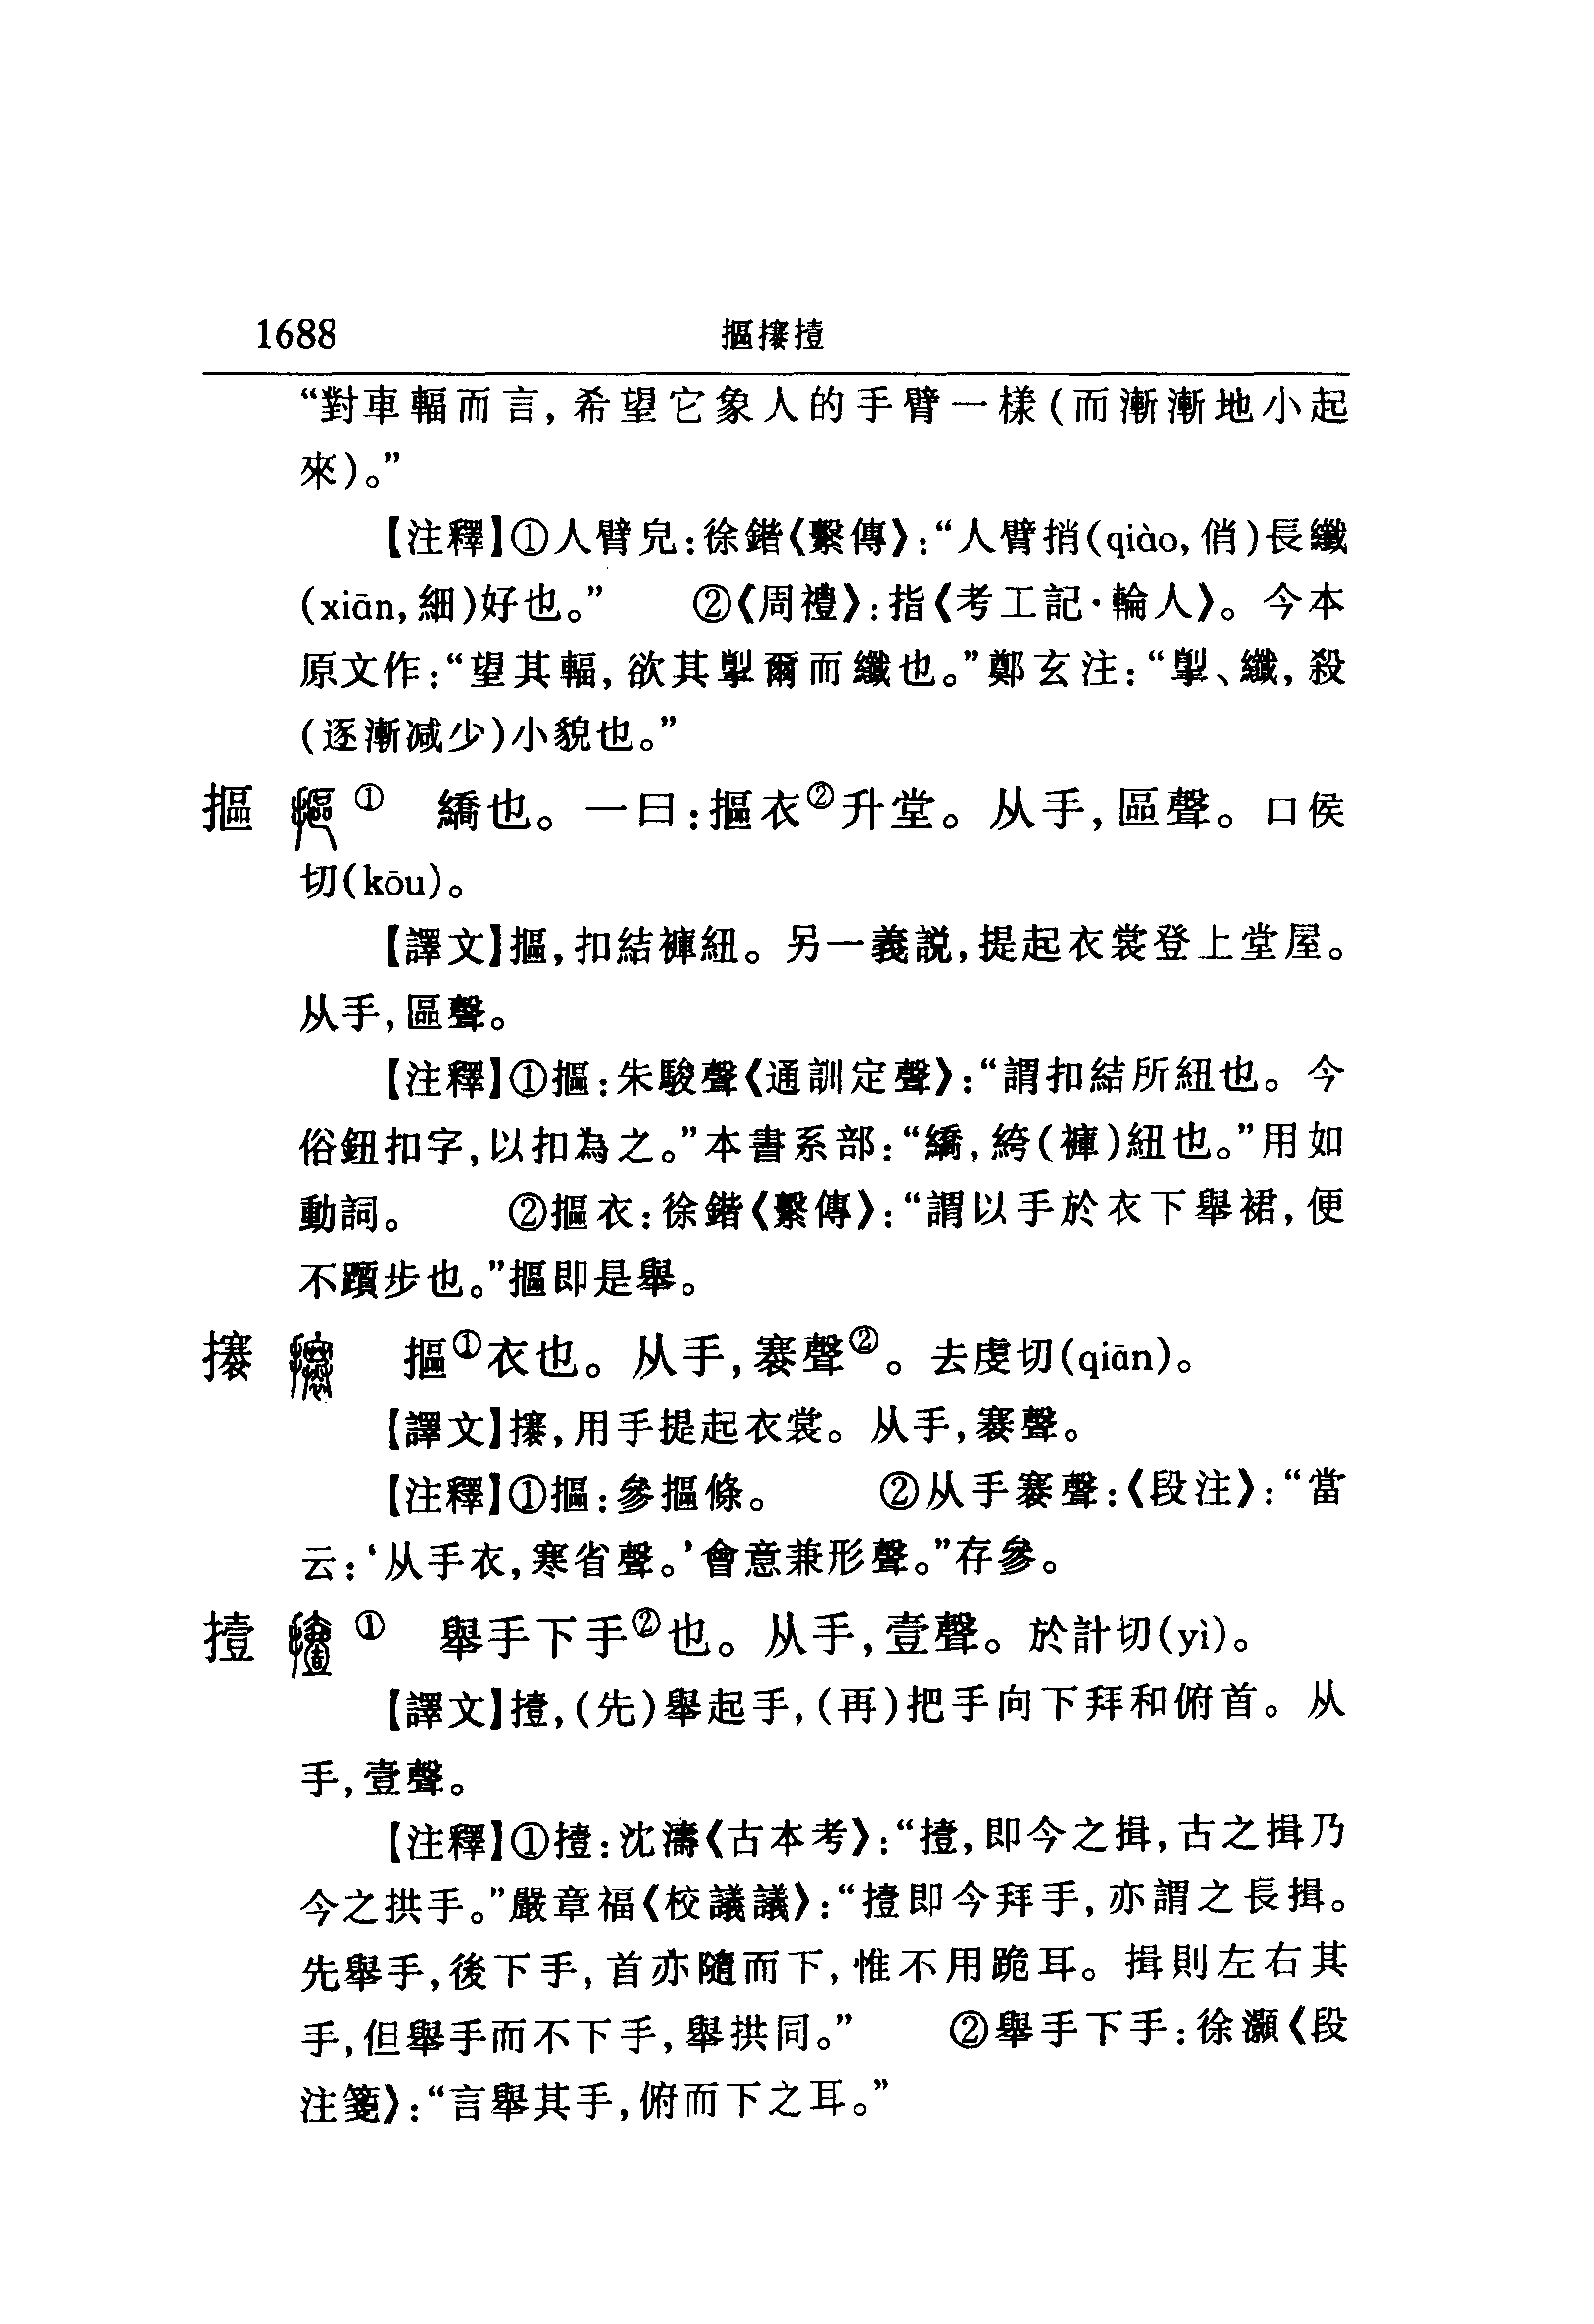 1688
摳攐撎
“對車輻而言，希望它象人的手臂一樣（而漸漸地小起
來）。”
【注釋】①人臂皃：徐鍇《繫傳》：“人臂捎（qiào，俏）長纖
（xiān，細）好也。”　②《周禮》：指《考工記·輪人》。今本
原文作：“望其輻，欲其掣爾而纖也。”鄭玄注：“掣、纖，殺
（逐漸减少）小貌也。”
摳 ① 繑也。一曰：摳衣②升堂。从手，區聲。口侯
切（kōu）。
【譯文】摳，扣結褲紐。另一義説，提起衣裳登上堂屋。
从手，區聲。
【注釋】①摳：朱駿聲《通訓定聲》：“謂扣結所紐也。今
俗鈕扣字，以扣為之。”本書系部：“繑，絝（褲）紐也。”用如
動詞。　②摳衣：徐鍇《繫傳》：“謂以手於衣下舉裙，便
不躓步也。”摳即是舉。
攐 摳①衣也。从手，褰聲②。去虔切（qiān）。
【譯文】攐，用手提起衣裳。从手，褰聲。
【注釋】①摳：參摳條。　②从手褰聲：《段注》：“當
云：‘从手衣，寒省聲。’會意兼形聲。”存參。
撎 ① 舉手下手②也。从手，壹聲。於計切（yì）。
【譯文】撎，（先）舉起手，（再）把手向下拜和俯首。从
手，壹聲。
【注釋】①撎：沈濤《古本考》：“撎，即今之揖，古之揖乃
今之拱手。”嚴章福《校議議》：“撎即今拜手，亦謂之長揖。
先舉手，後下手，首亦隨而下，惟不用跪耳。揖則左右其
手，但舉手而不下手，舉拱同。”　②舉手下手：徐灝《段
注箋》：“言舉其手，俯而下之耳。”